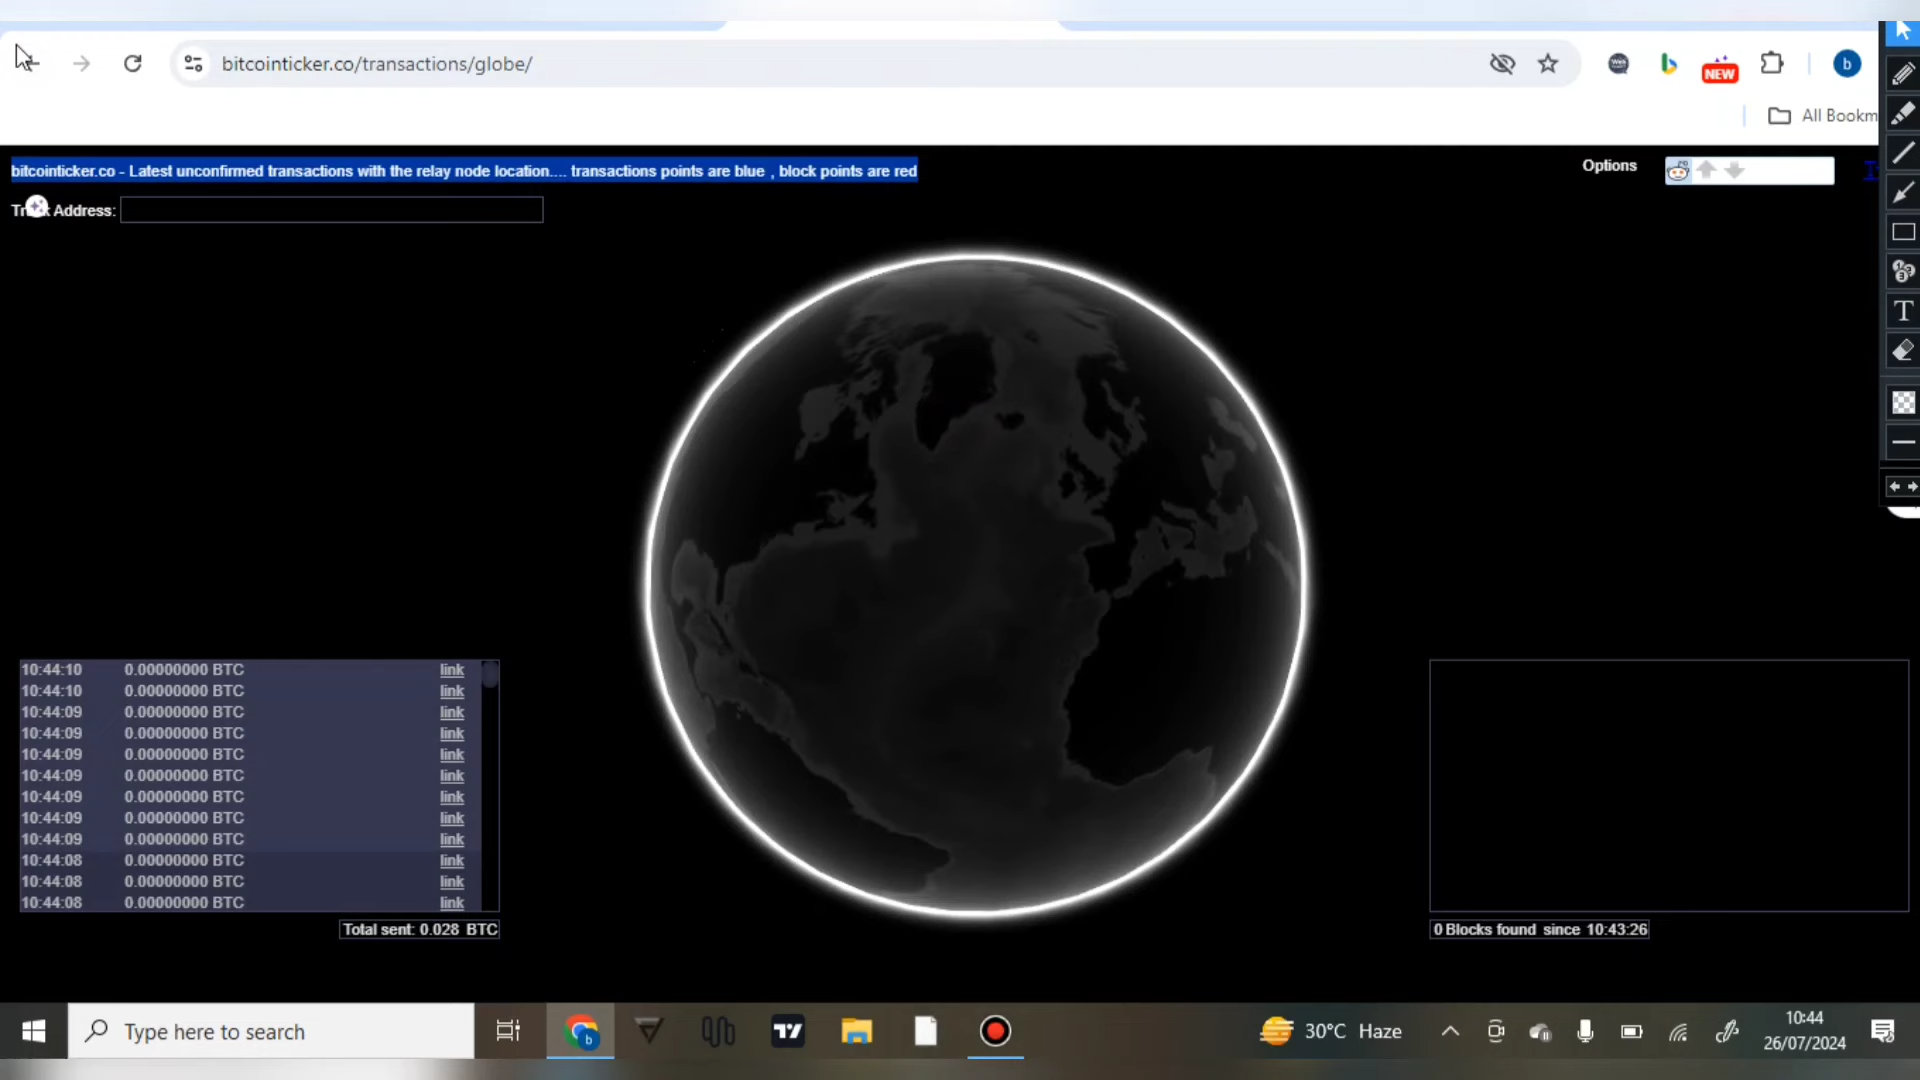 bitcointicker.co/transactions/globe/
NEW
b
All Bookm
bitcointicker.co - Latest unconfirmed transactions with the relay node location.... transactions points are blue , block points are red
Options
Address:
T
10:44:10 0.00000000 BTC link
10:44:10 0.00000000 BTC link
10:44:09 0.00000000 BTC link
10:44:09 0.00000000 BTC link
10:44:09 0.00000000 BTC link
10:44:09 0.00000000 BTC link
10:44:09 0.00000000 BTC link
10:44:09 0.00000000 BTC link
10:44:09 0.00000000 BTC link
10:44:08 0.00000000 BTC link
10:44:08 0.00000000 BTC link
10:44:08 0.00000000 BTC link
Total sent: 0.028 BTC
0 Blocks found since 10:43:26
Type here to search
b
30°C Haze
10:44
26/07/2024